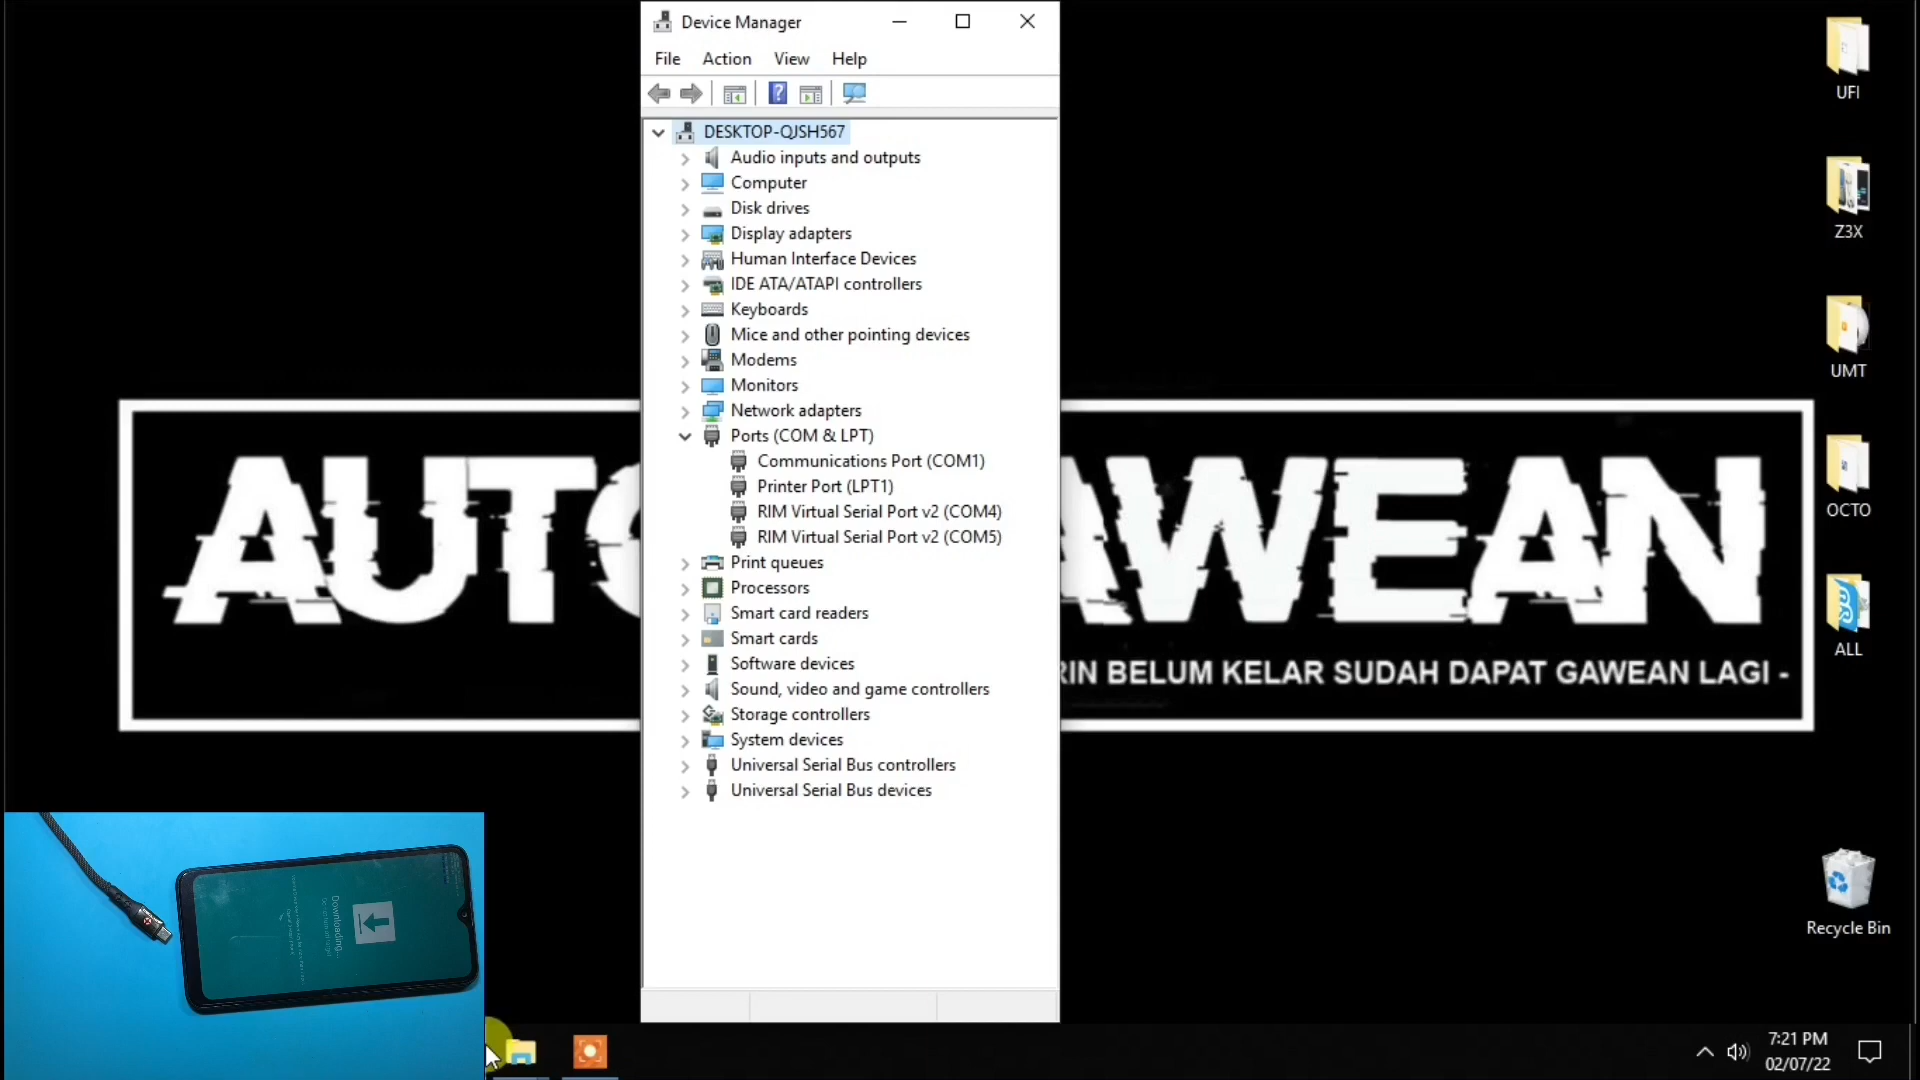 Device Manager
File Action View Help
DESKTOP-QJSH567
Audio inputs and outputs
Computer
Disk drives
Display adapters
Human Interface Devices
IDE ATA/ATAPI controllers
Keyboards
Mice and other pointing devices
Modems
Monitors
Network adapters
Ports (COM & LPT)
Communications Port (COM1)
Printer Port (LPT1)
RIM Virtual Serial Port v2 (COM4)
RIM Virtual Serial Port v2 (COM5)
Print queues
Processors
Smart card readers
Smart cards
Software devices
Sound, video and game controllers
Storage controllers
System devices
Universal Serial Bus controllers
Universal Serial Bus devices
UFI
Z3X
UMT
OCTO
ALL
Recycle Bin
BELUM KELAR SUDAH DAPAT GAWEAN LAGI -
Downloading...
7:21 PM
02/07/22